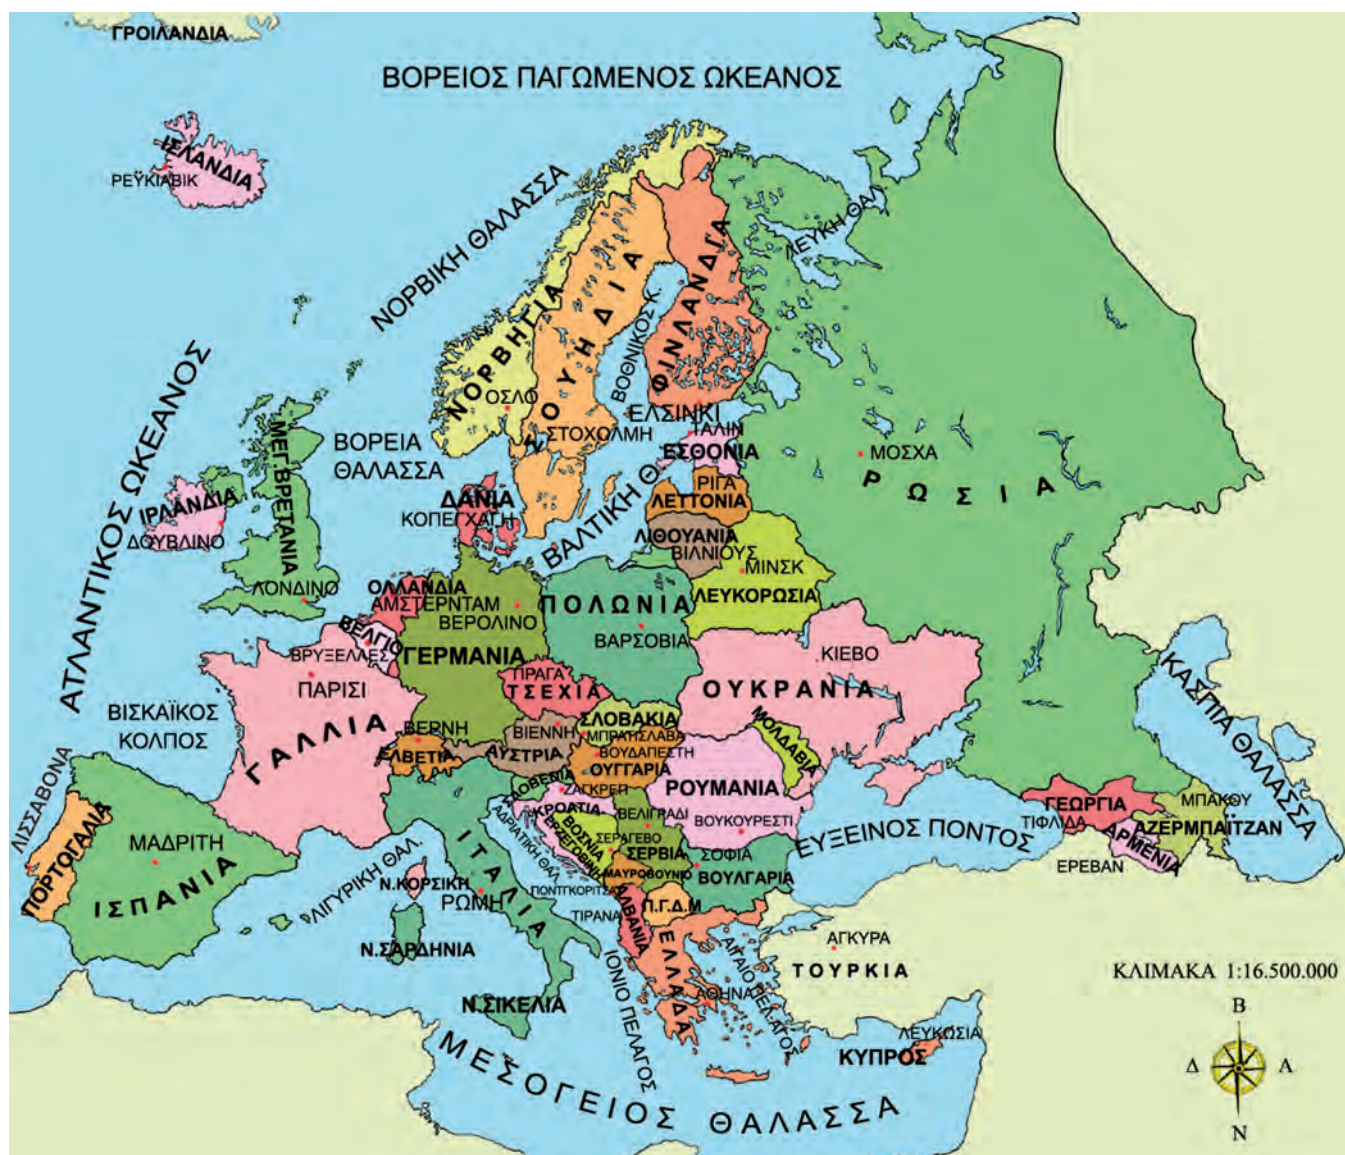 ΓΡΟΙΛΑΝΔΙΑ
ΒΟΡΕΙΟΣ ΠΑΓΩΜΕΝΟΣ ΩΚΕΑΝΟΣ
ΙΣΛΑΝΔΙΑ
ΡΕΫΚΙΑΒΙΚ
ΝΟΡΒΙΚΗ ΘΑΛΑΣΣΑ
ΛΕΥΚΗ ΘΑΛ.
ΝΟΡΒΗΓΙΑ
ΣΟΥΗΔΙΑ
ΦΙΝΛΑΝΔΙΑ
ΒΟΘΝΙΚΟΣ Κ.
ΟΣΛΟ
ΕΛΣΙΝΚΙ
ΣΤΟΧΟΛΜΗ
ΤΑΛΙΝ
ΕΣΘΟΝΙΑ
ΑΤΛΑΝΤΙΚΟΣ ΩΚΕΑΝΟΣ
ΒΟΡΕΙΑ
ΘΑΛΑΣΣΑ
ΜΕΓ.ΒΡΕΤΑΝΙΑ
ΜΟΣΧΑ
ΡΩΣΙΑ
ΡΙΓΑ
ΛΕΤΤΟΝΙΑ
ΙΡΛΑΝΔΙΑ
ΔΟΥΒΛΙΝΟ
ΔΑΝΙΑ
ΚΟΠΕΓΧΑΓΗ
ΒΑΛΤΙΚΗ Θ.
ΛΙΘΟΥΑΝΙΑ
ΒΙΛΝΙΟΥΣ
ΜΙΝΣΚ
ΛΕΥΚΟΡΩΣΙΑ
ΛΟΝΔΙΝΟ
ΟΛΛΑΝΔΙΑ
ΑΜΣΤΕΡΝΤΑΜ
ΒΕΡΟΛΙΝΟ
ΠΟΛΩΝΙΑ
ΒΑΡΣΟΒΙΑ
ΒΕΛΓΙΟ
ΒΡΥΞΕΛΛΕΣ
ΓΕΡΜΑΝΙΑ
ΚΙΕΒΟ
ΟΥΚΡΑΝΙΑ
ΠΑΡΙΣΙ
ΓΑΛΛΙΑ
ΠΡΑΓΑ
ΤΣΕΧΙΑ
ΒΙΣΚΑΪΚΟΣ
ΚΟΛΠΟΣ
ΣΛΟΒΑΚΙΑ
ΜΠΡΑΤΙΣΛΑΒΑ
ΜΟΛΔΑΒΙΑ
ΒΕΡΝΗ
ΕΛΒΕΤΙΑ
ΒΙΕΝΝΗ
ΑΥΣΤΡΙΑ
ΒΟΥΔΑΠΕΣΤΗ
ΟΥΓΓΑΡΙΑ
ΚΑΣΠΙΑ ΘΑΛΑΣΣΑ
ΣΛΟΒΕΝΙΑ
ΖΑΓΚΡΕΠ
ΚΡΟΑΤΙΑ
ΡΟΥΜΑΝΙΑ
ΒΟΥΚΟΥΡΕΣΤΙ
ΛΙΣΣΑΒΟΝΑ
ΠΟΡΤΟΓΑΛΙΑ
ΜΑΔΡΙΤΗ
ΙΣΠΑΝΙΑ
ΙΤΑΛΙΑ
ΑΔΡΙΑΤΙΚΗ ΘΑΛ.
ΒΟΣΝΙΑ
ΕΡΖΕΓΟΒΙΝΗ
ΒΕΛΙΓΡΑΔΙ
ΣΕΡΑΓΕΒΟ
ΣΕΡΒΙΑ
ΣΟΦΙΑ
ΒΟΥΛΓΑΡΙΑ
ΕΥΞΕΙΝΟΣ ΠΟΝΤΟΣ
ΓΕΩΡΓΙΑ
ΤΙΦΛΙΔΑ
ΜΠΑΚΟΥ
ΑΖΕΡΜΠΑΪΤΖΑΝ
ΑΡΜΕΝΙΑ
ΕΡΕΒΑΝ
ΛΙΓΥΡΙΚΗ ΘΑΛ.
Ν.ΚΟΡΣΙΚΗ
ΡΩΜΗ
ΜΑΥΡΟΒΟΥΝΙΟ
ΠΟΝΤΓΚΟΡΙΤΣΑ
ΤΙΡΑΝΑ
ΑΛΒΑΝΙΑ
Π.Γ.Δ.Μ
Ν.ΣΑΡΔΗΝΙΑ
Ν.ΣΙΚΕΛΙΑ
ΙΟΝΙΟ ΠΕΛΑΓΟΣ
ΕΛΛΑΔΑ
ΑΘΗΝΑ
ΑΙΓΑΙΟ ΠΕΛΑΓΟΣ
ΑΓΚΥΡΑ
ΤΟΥΡΚΙΑ
ΛΕΥΚΩΣΙΑ
ΚΥΠΡΟΣ
ΜΕΣΟΓΕΙΟΣ ΘΑΛΑΣΣΑ
ΚΛΙΜΑΚΑ 1:16.500.000
Β
Δ Α
Ν